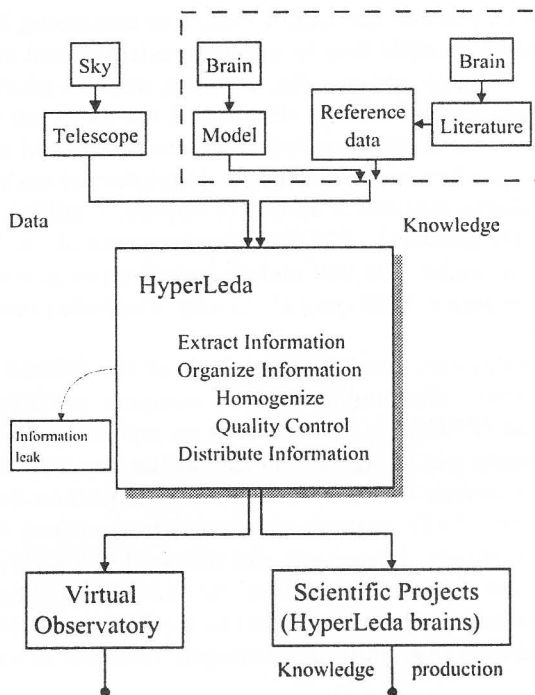 Sky
Brain
Brain
Telescope
Model
Reference
data
Literature
Data
Knowledge
HyperLeda
Extract Information
Organize Information
Homogenize
Quality Control
Distribute Information
Information
leak
Virtual
Observatory
Scientific Projects
(HyperLeda brains)
Knowledge production